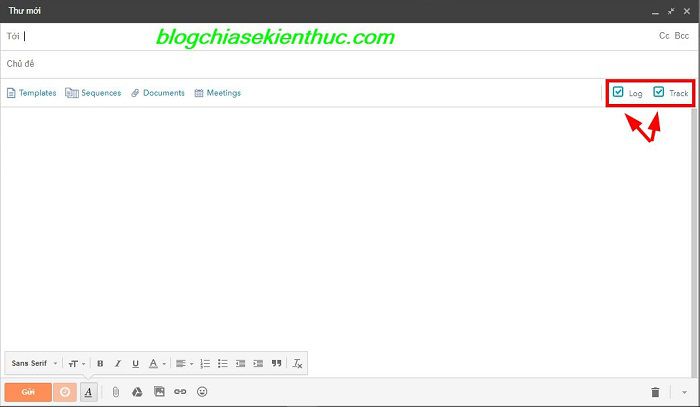 Thư mới
Tới blogchiasekienthuc.com Cc Bcc
Chủ đề
Templates Sequences Documents Meetings Log Track
Sans Serif B I U A
Gửi A